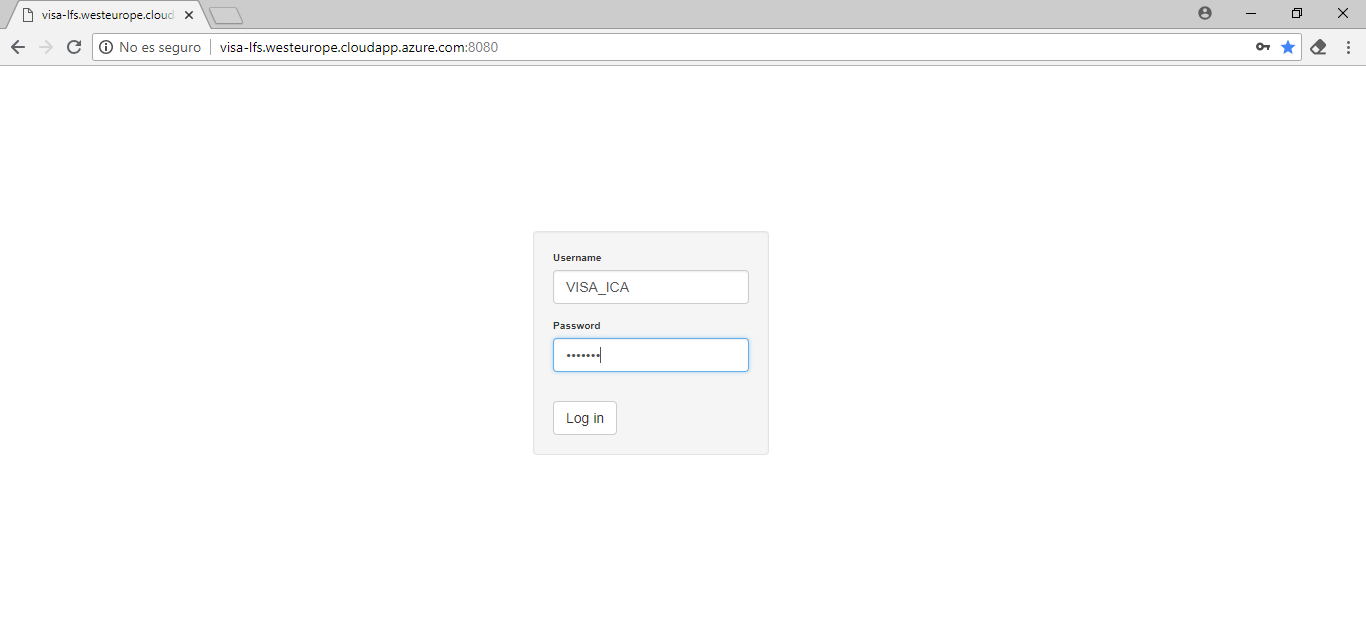 visa-lfs.westeurope.cloud
No es seguro visa-lfs.westeurope.cloudapp.azure.com:8080
Username
VISA_ICA
Password
•••••••
Log in